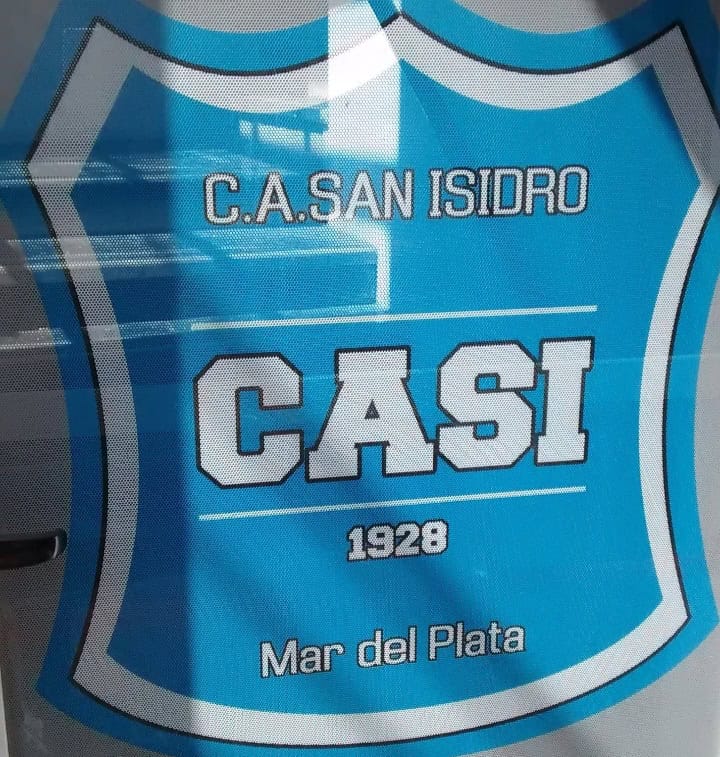 C.A.SAN ISIDRO
CASI
1928
Mar del Plata